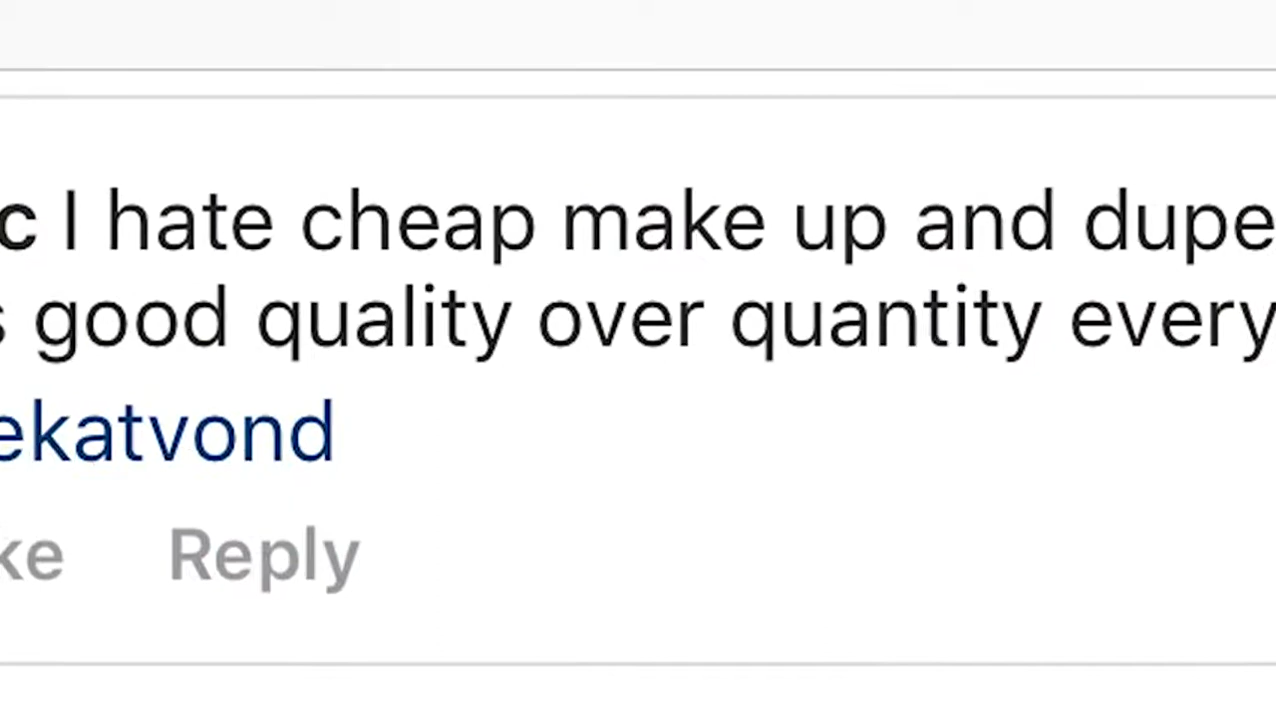 c I hate cheap make up and dupe
s good quality over quantity every
ekatvond
ke Reply